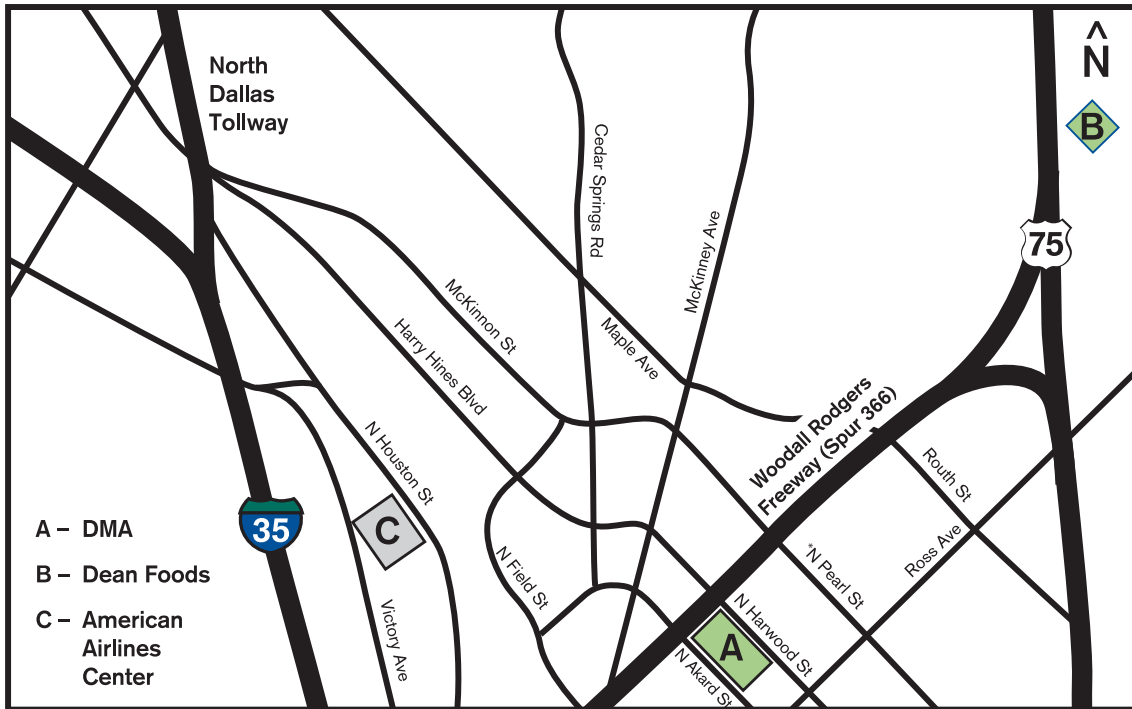 North
Dallas
Tollway
^
N
B
Cedar Springs Rd
McKinney Ave
75
McKinnon St
Harry Hines Blvd
Maple Ave
Woodall Rodgers
Freeway (Spur 366)
N Houston St
Routh St
Ross Ave
35
C
A – DMA
B – Dean Foods
C – American
Airlines
Center
Victory Ave
N Field St
*N Pearl St
N Harwood St
A
N Akard St